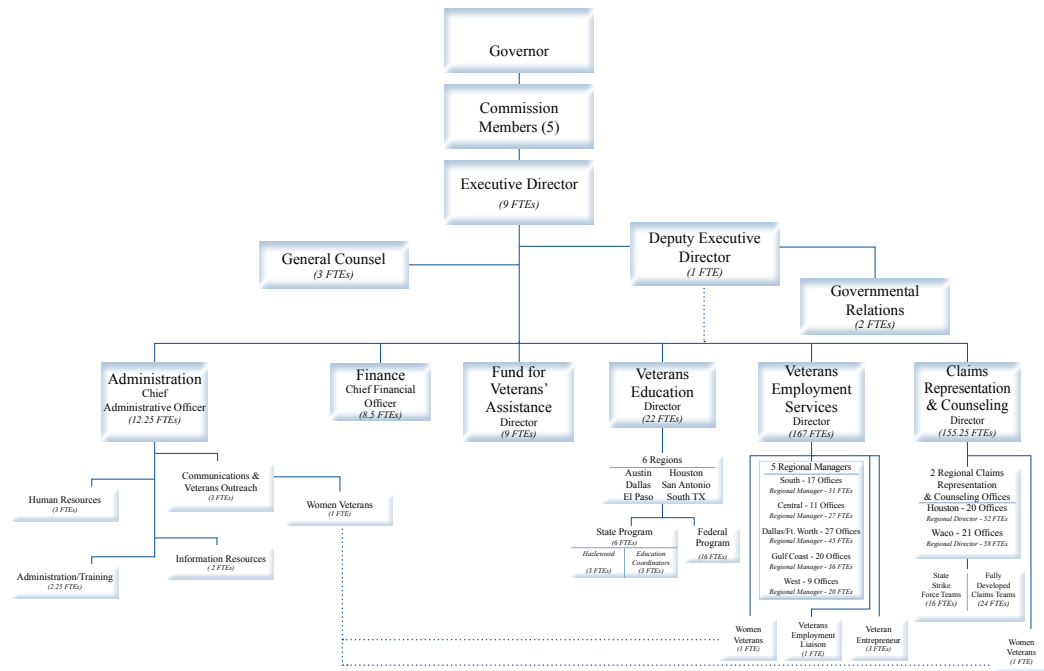 Governor
Commission
Members (5)
Executive Director
(9 FTEs)
General Counsel
(3 FTEs)
Deputy Executive
Director
(1 FTE)
Governmental
Relations
(2 FTEs)
Administration
Chief
Administrative Officer
(12.25 FTEs)
Finance
Chief Financial
Officer
(8.5 FTEs)
Fund for
Veterans'
Assistance
Director
(9 FTEs)
Veterans
Education
Director
(22 FTEs)
Veterans
Employment
Services
Director
(167 FTEs)
Claims
Representation
& Counseling
Director
(155.25 FTEs)
Human Resources
(3 FTEs)
Communications &
Veterans Outreach
(3 FTEs)
Women Veterans
(1 FTE)
Administration/Training
(2.25 FTEs)
Information Resources
( 2 FTEs)
6 Regions
Austin Houston
Dallas San Antonio
El Paso South TX
State Program
(6 FTEs)
Hazlewood
(3 FTEs)
Education
Coordinators
(3 FTEs)
Federal
Program
(16 FTEs)
5 Regional Managers
South - 17 Offices
Regional Manager - 31 FTEs
Central - 11 Offices
Regional Manager - 27 FTEs
Dallas/Ft. Worth - 27 Offices
Regional Manager - 45 FTEs
Gulf Coast - 20 Offices
Regional Manager - 36 FTEs
West - 9 Offices
Regional Manager - 20 FTEs
Women
Veterans
(1 FTE)
Veterans
Employment
Liaison
(1 FTE)
Veteran
Entrepreneur
(3 FTEs)
2 Regional Claims
Representation
& Counseling Offices
Houston - 20 Offices
Regional Director - 52 FTEs
Waco - 21 Offices
Regional Director - 58 FTEs
State
Strike
Force Teams
(16 FTEs)
Fully
Developed
Claims Teams
(24 FTEs)
Women
Veterans
(1 FTE)